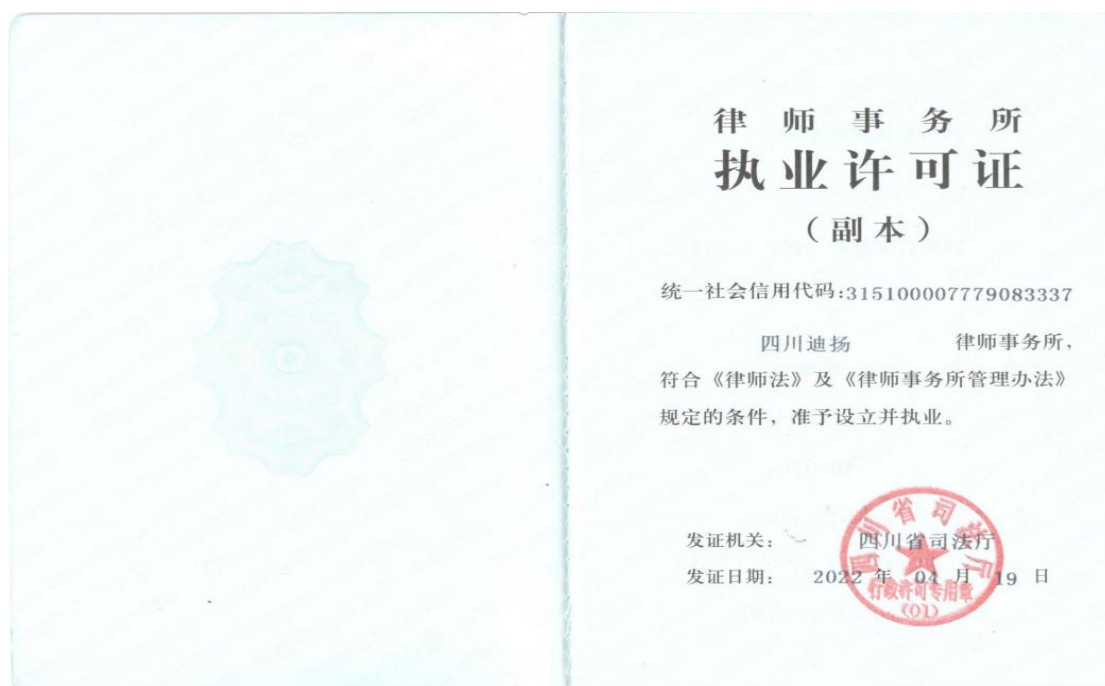 律师事务所
执业许可证
（副本）
统一社会信用代码:315100007779083337
四川迪扬 律师事务所，
符合《律师法》及《律师事务所管理办法》
规定的条件，准予设立并执业。
发证机关： 四川省司法厅
发证日期： 2022 年 04 月 19 日
四川省司法厅
行政许可专用章
(01)